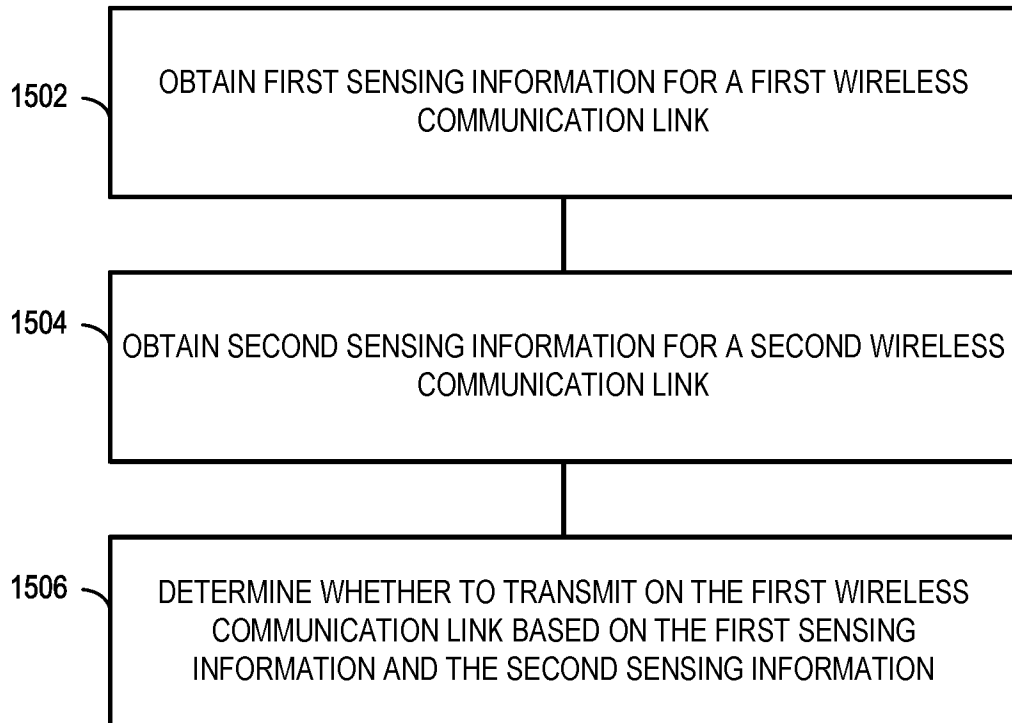 1502
OBTAIN FIRST SENSING INFORMATION FOR A FIRST WIRELESS
COMMUNICATION LINK
1504
OBTAIN SECOND SENSING INFORMATION FOR A SECOND WIRELESS
COMMUNICATION LINK
1506
DETERMINE WHETHER TO TRANSMIT ON THE FIRST WIRELESS
COMMUNICATION LINK BASED ON THE FIRST SENSING
INFORMATION AND THE SECOND SENSING INFORMATION